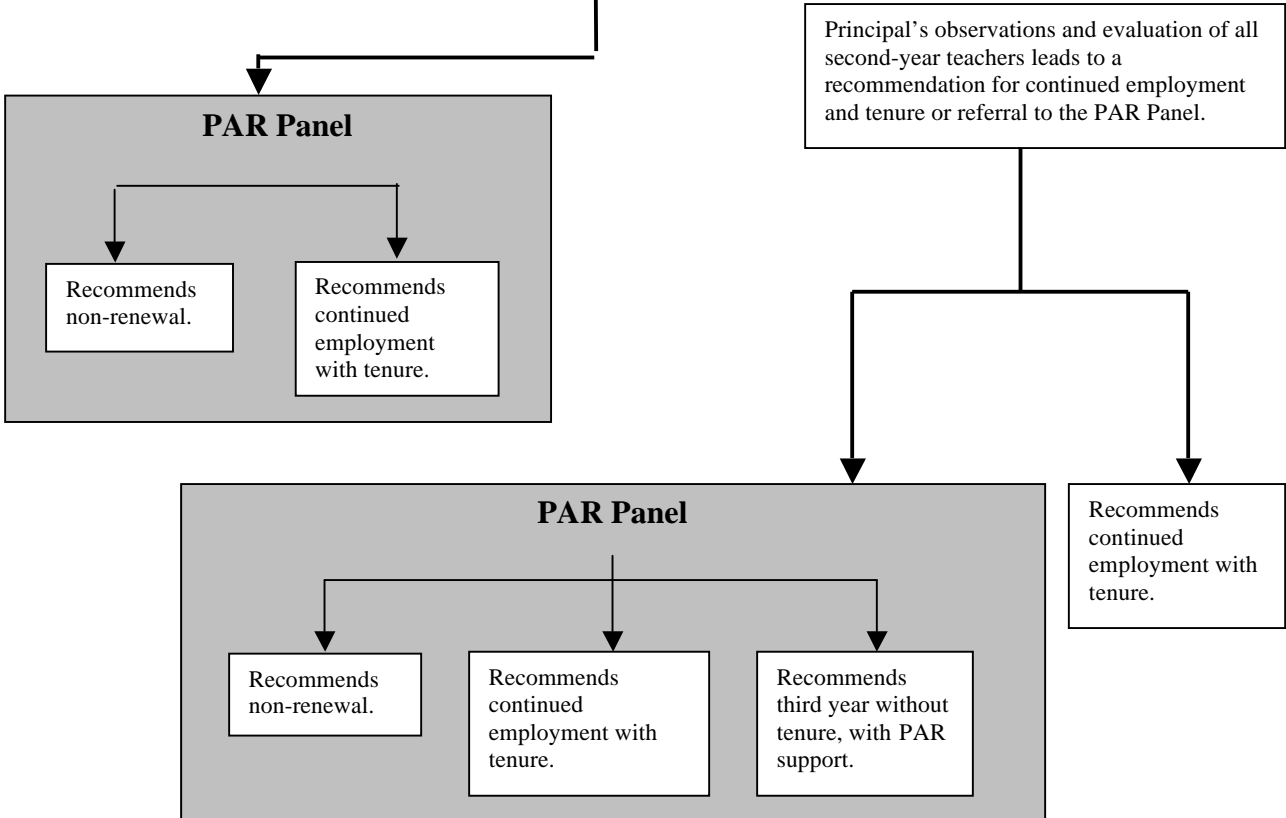 Principal’s observations and evaluation of all
second-year teachers leads to a
recommendation for continued employment
and tenure or referral to the PAR Panel.
PAR Panel
Recommends
non-renewal.
Recommends
continued
employment
with tenure.
PAR Panel
Recommends
non-renewal.
Recommends
continued
employment with
tenure.
Recommends
third year without
tenure, with PAR
support.
Recommends
continued
employment with
tenure.